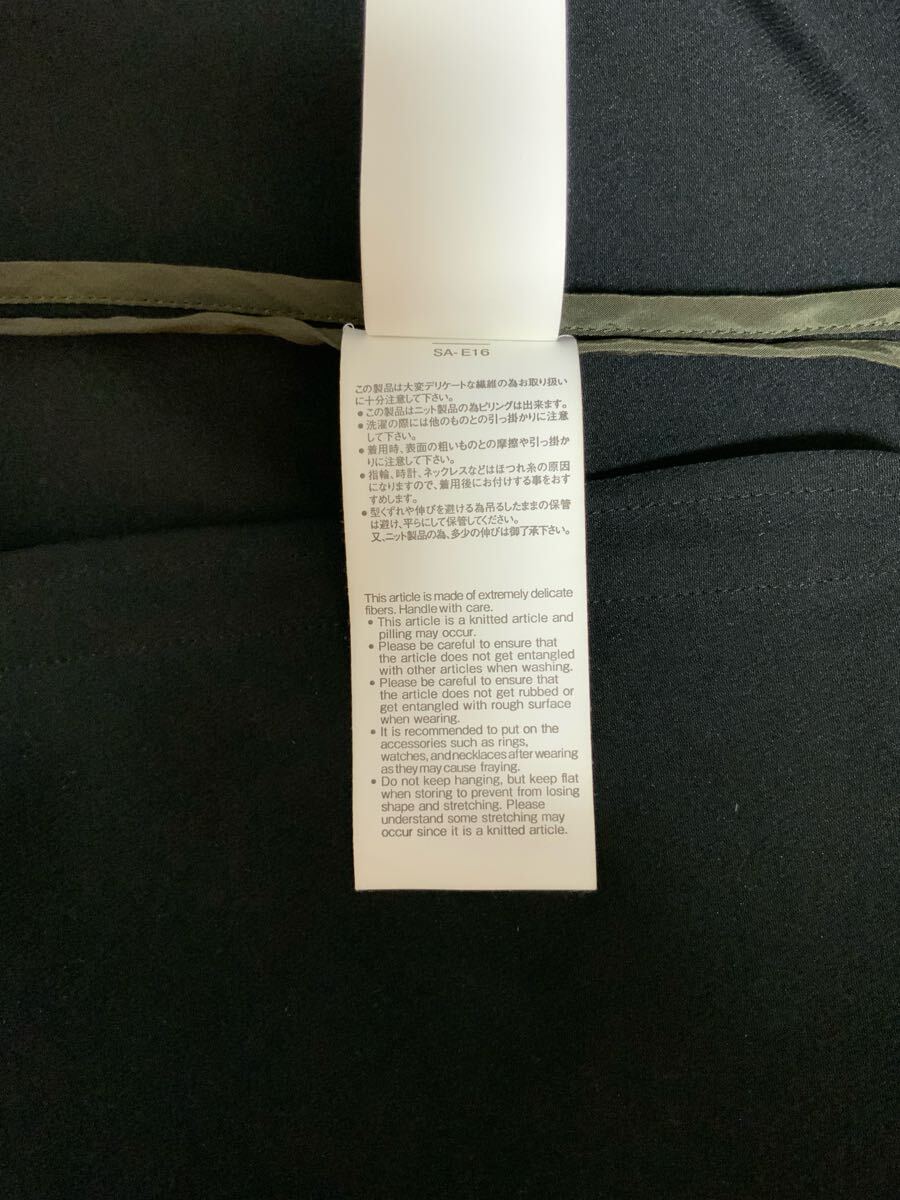 SA-E16
この製品は大変デリケートな繊維の為お取り扱い
に十分注意して下さい。
●この製品はニット製品の為ピリングは出来ます。
●洗濯の際には他のものとの引っ掛かりに注意
して下さい。
●着用時、表面の粗いものとの摩擦や引っ掛か
りに注意して下さい。
●指輪、時計、ネックレスなどはほつれ糸の原因
になりますので、着用後にお付けする事をおす
すめします。
●型くずれや伸びを避ける為吊るしたままの保管
は避け、平らにして保管してください。
又、ニット製品の為、多少の伸びは御了承下さい。
This article is made of extremely delicate
fibers. Handle with care.
● This article is a knitted article and
pilling may occur.
● Please be careful to ensure that
the article does not get entangled
with other articles when washing.
● Please be careful to ensure that
the article does not get rubbed or
get entangled with rough surface
when wearing.
● It is recommended to put on the
accessories such as rings,
watches, and necklaces after wearing
as they may cause fraying.
● Do not keep hanging, but keep flat
when storing to prevent from losing
shape and stretching. Please
understand some stretching may
occur since it is a knitted article.